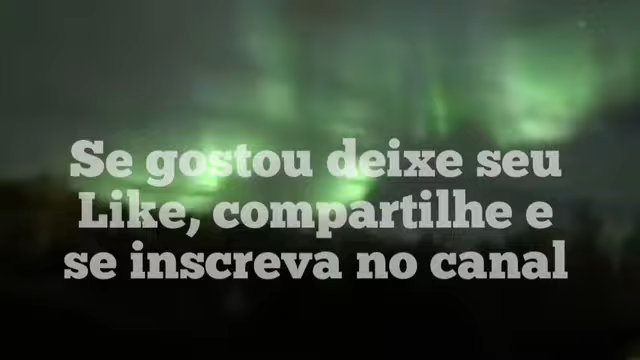 Se gostou deixe seu
Like, compartilhe e
se inscreva no canal